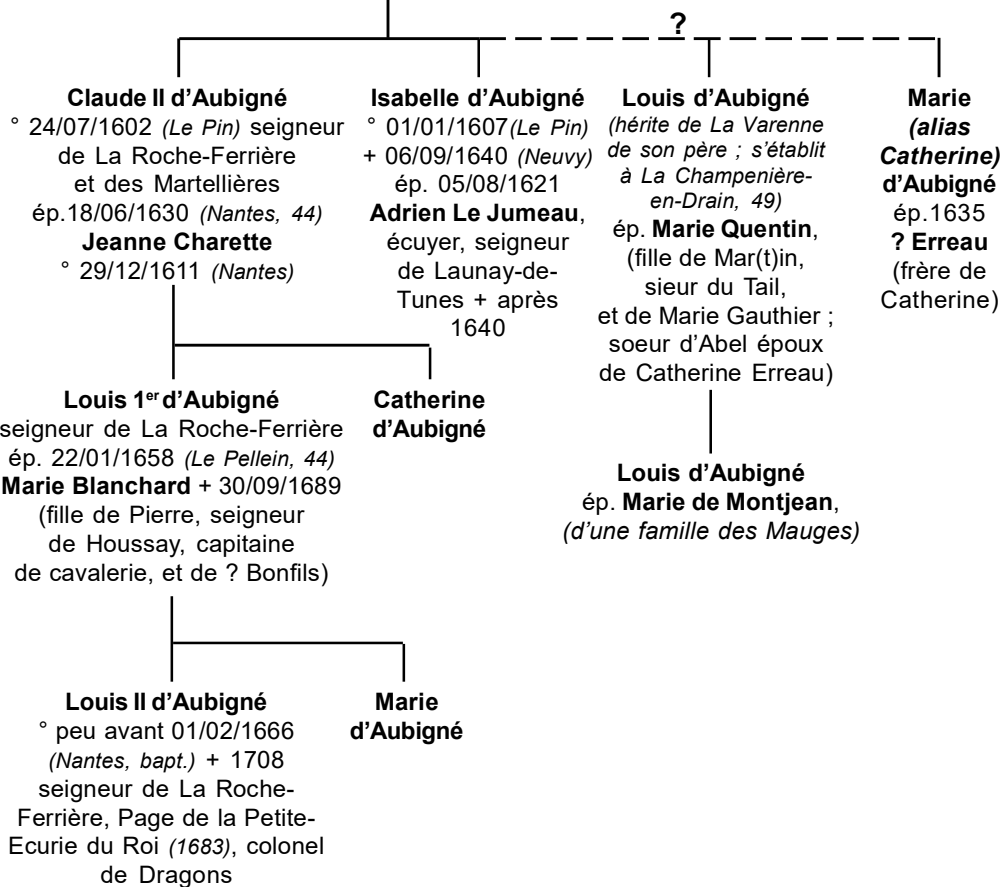 ?
Claude II d'Aubigné
° 24/07/1602 (Le Pin) seigneur
de La Roche-Ferrière
et des Martellières
ép.18/06/1630 (Nantes, 44)
Jeanne Charette
° 29/12/1611 (Nantes)
Isabelle d'Aubigné
° 01/01/1607(Le Pin)
+ 06/09/1640 (Neuvy)
ép. 05/08/1621
Adrien Le Jumeau,
écuyer, seigneur
de Launay-de-
Tunes + après
1640
Louis d'Aubigné
(hérite de La Varenne
de son père ; s'établit
à La Champenière-
en-Drain, 49)
ép. Marie Quentin,
(fille de Mar(t)in,
sieur du Tail,
et de Marie Gauthier ;
soeur d'Abel époux
de Catherine Erreau)
Marie
(alias
Catherine)
d'Aubigné
ép.1635
? Erreau
(frère de
Catherine)
Louis 1er d'Aubigné
seigneur de La Roche-Ferrière
ép. 22/01/1658 (Le Pellein, 44)
Marie Blanchard + 30/09/1689
(fille de Pierre, seigneur
de Houssay, capitaine
de cavalerie, et de ? Bonfils)
Catherine
d'Aubigné
Louis d'Aubigné
ép. Marie de Montjean,
(d'une famille des Mauges)
Louis II d'Aubigné
° peu avant 01/02/1666
(Nantes, bapt.) + 1708
seigneur de La Roche-
Ferrière, Page de la Petite-
Ecurie du Roi (1683), colonel
de Dragons
Marie
d'Aubigné